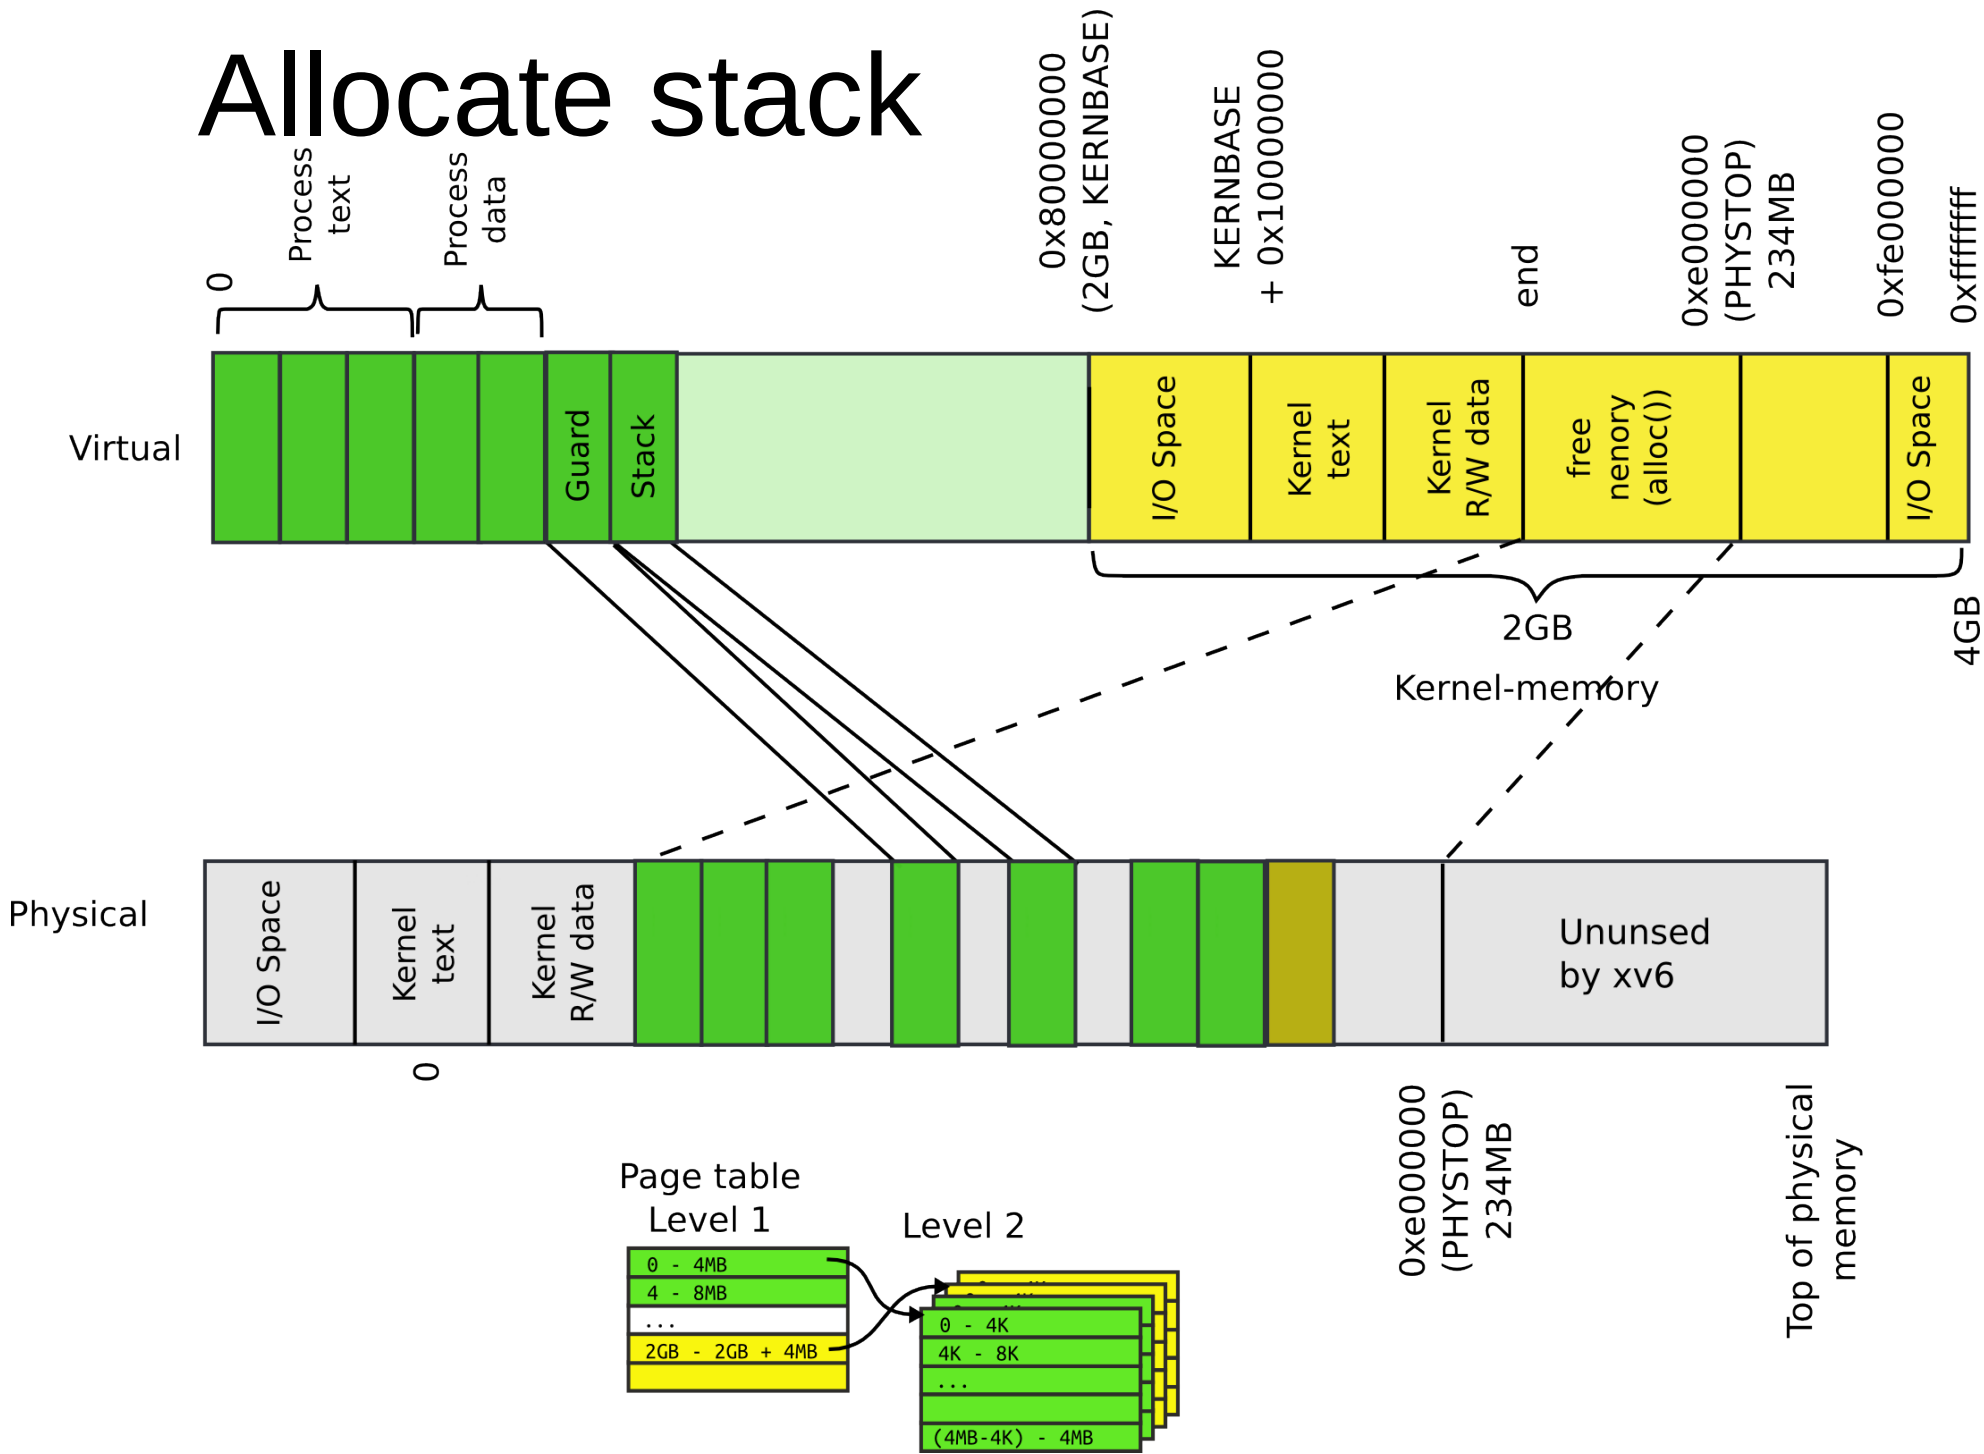 Allocate stack
0
Process
text
Process
data
0x80000000
(2GB, KERNBASE)
KERNBASE
+ 0x10000000
end
0xe000000
(PHYSTOP)
234MB
0xfe000000
0xffffffff
Virtual
Guard
Stack
I/O Space
Kernel
text
Kernel
R/W data
free
nenory
(alloc())
I/O Space
2GB
Kernel-memory
4GB
Physical
I/O Space
Kernel
text
Kernel
R/W data
Ununsed
by xv6
0
0xe000000
(PHYSTOP)
234MB
Top of physical
memory
Page table
Level 1
0 - 4MB
4 - 8MB
...
2GB - 2GB + 4MB
Level 2
0 - 4K
4K - 8K
...
(4MB-4K) - 4MB